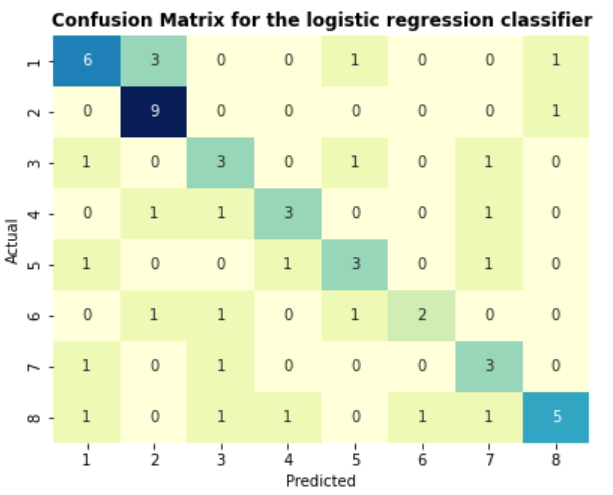 Confusion Matrix for the logistic regression classifier
1 6 3 0 0 1 0 0 1
2 0 9 0 0 0 0 0 1
3 1 0 3 0 1 0 1 0
4 0 1 1 3 0 0 1 0
5 1 0 0 1 3 0 1 0
6 0 1 1 0 1 2 0 0
7 1 0 1 0 0 0 3 0
8 1 0 1 1 0 1 1 5
Actual
1 2 3 4 5 6 7 8
Predicted